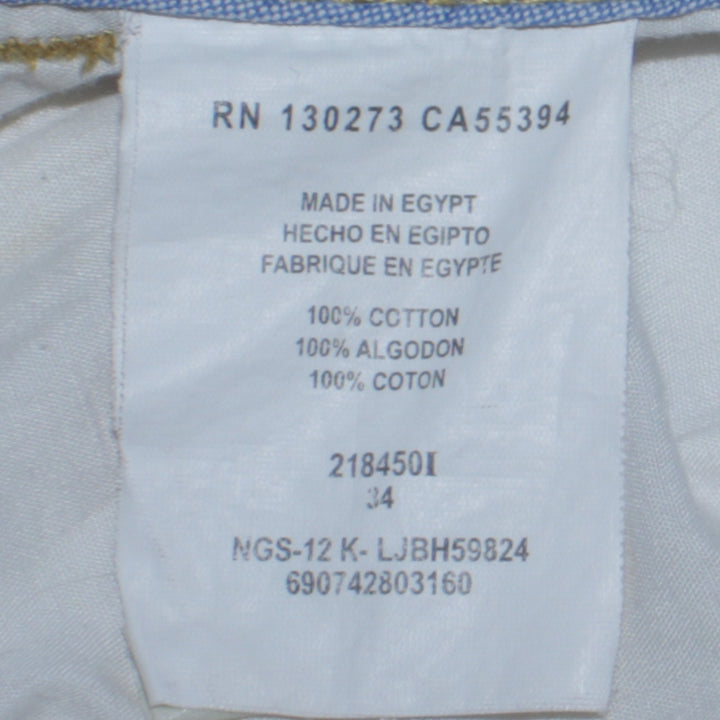 RN 130273 CA55394
MADE IN EGYPT
HECHO EN EGIPTO
FABRIQUE EN EGYPTE
100% COTTON
100% ALGODON
100% COTON
218450I
34
NGS-12 K- LJBH59824
690742803160